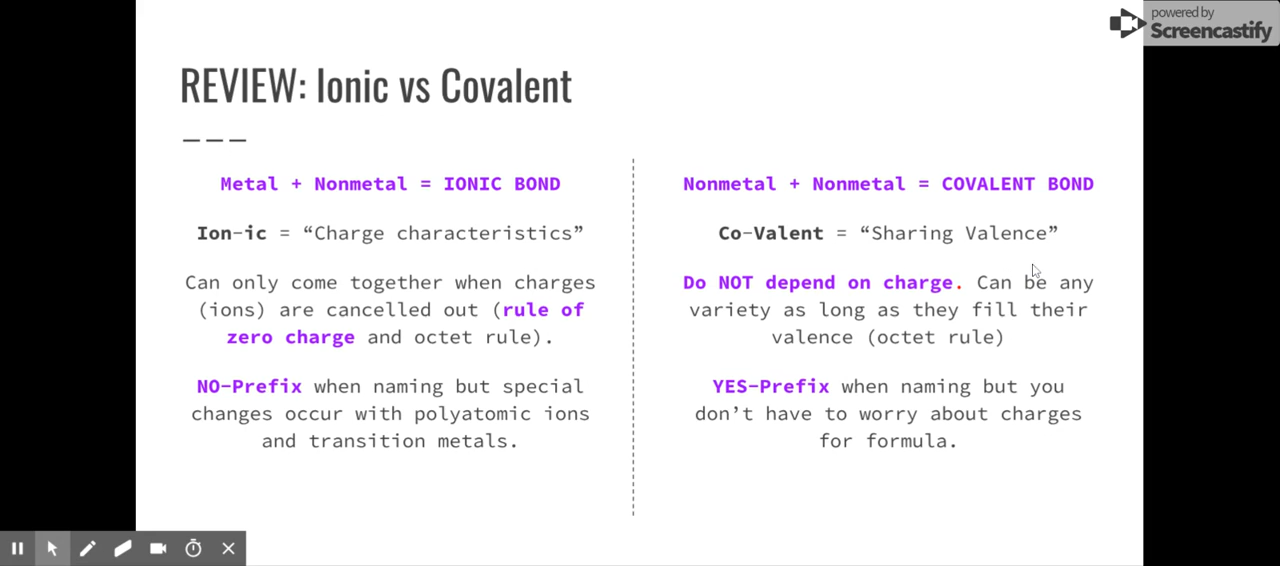 powered by
Screencastify
REVIEW: Ionic vs Covalent
Metal + Nonmetal = IONIC BOND
Ion-ic = “Charge characteristics”
Can only come together when charges
(ions) are cancelled out (rule of
zero charge and octet rule).
NO-Prefix when naming but special
changes occur with polyatomic ions
and transition metals.
Nonmetal + Nonmetal = COVALENT BOND
Co-Valent = “Sharing Valence”
Do NOT depend on charge. Can be any
variety as long as they fill their
valence (octet rule)
YES-Prefix when naming but you
don’t have to worry about charges
for formula.